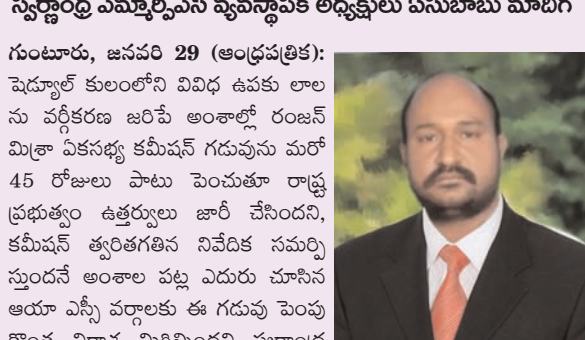 స్వర్ణాంధ్ర ఎమ్మార్పిఎస్ వ్యవస్థాపక అధ్యక్షులు ఏసుబాబు మాదిగ
గుంటూరు, జనవరి 29 (ఆంధ్రపత్రిక):
షెడ్యూల్ కులంలోని వివిధ ఉపకు లాల
ను వర్గీకరణ జరిపే అంశాల్లో రంజన్
మిశ్రా ఏకసభ్య కమీషన్ గడువును మరో
45 రోజులు పాటు పెంచుతూ రాష్ట్ర
ప్రభుత్వం ఉత్తర్వులు జారీ చేసిందని,
కమీషన్ త్వరితగతిన నివేదిక సమర్పి
స్తుందనే అంశాల పట్ల ఎదురు చూసిన
ఆయా ఎస్సీ వర్గాలకు ఈ గడువు పెంపు